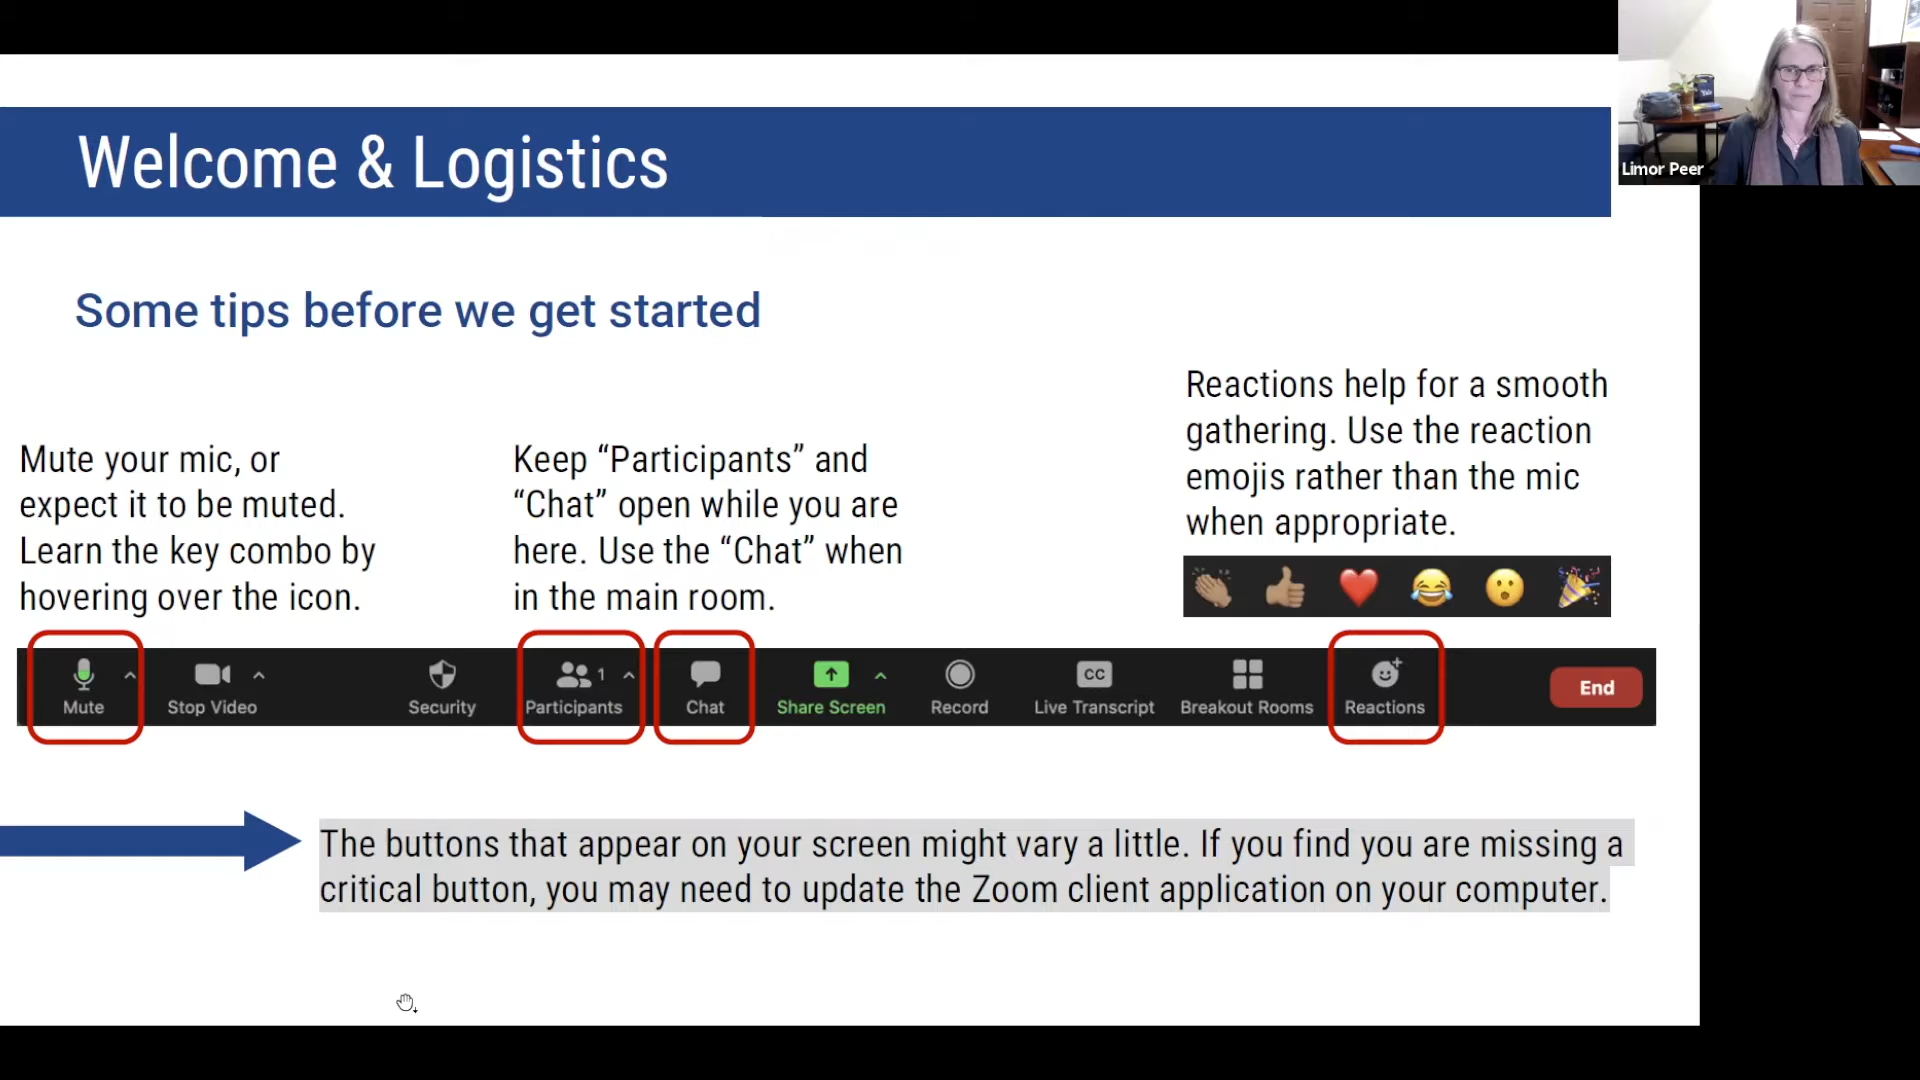 Welcome & Logistics
Limor Peer
Some tips before we get started
Mute your mic, or
expect it to be muted.
Learn the key combo by
hovering over the icon.
Keep “Participants” and
“Chat” open while you are
here. Use the “Chat” when
in the main room.
Reactions help for a smooth
gathering. Use the reaction
emojis rather than the mic
when appropriate.
Mute
Stop Video
Security
1
Participants
Chat
Share Screen
Record
CC
Live Transcript
Breakout Rooms
Reactions
End
The buttons that appear on your screen might vary a little. If you find you are missing a
critical button, you may need to update the Zoom client application on your computer.